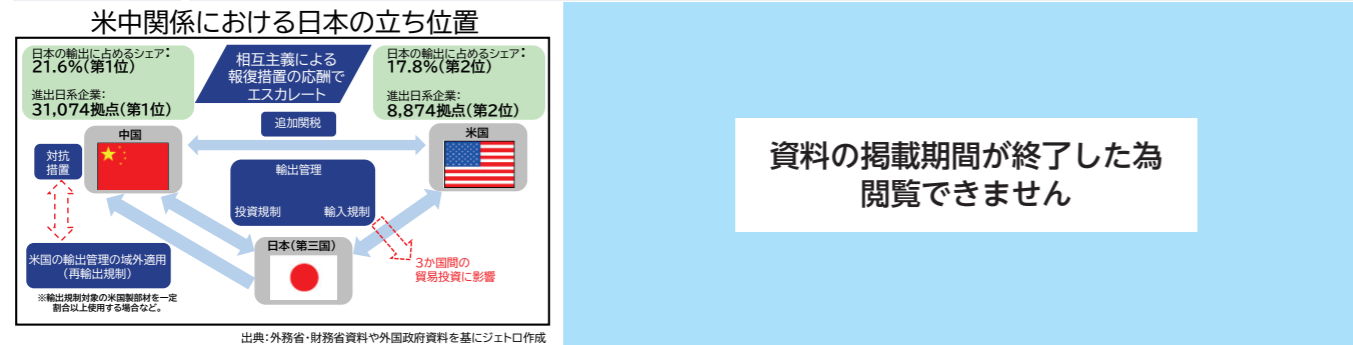 米中関係における日本の立ち位置
日本の輸出に占めるシェア:
21.6%(第1位)
進出日系企業:
31,074拠点(第1位)
相互主義による
報復措置の応酬で
エスカレート
日本の輸出に占めるシェア:
17.8%(第2位)
進出日系企業:
8,874拠点(第2位)
追加関税
中国
米国
対抗
措置
輸出管理
投資規制
輸入規制
日本(第三国)
米国の輸出管理の域外適用
(再輸出規制)
3か国間の
貿易投資に影響
※輸出規制対象の米国製部材を一定
割合以上使用する場合など。
出典:外務省・財務省資料や外国政府資料を基にジェトロ作成
資料の掲載期間が終了した為
閲覧できません